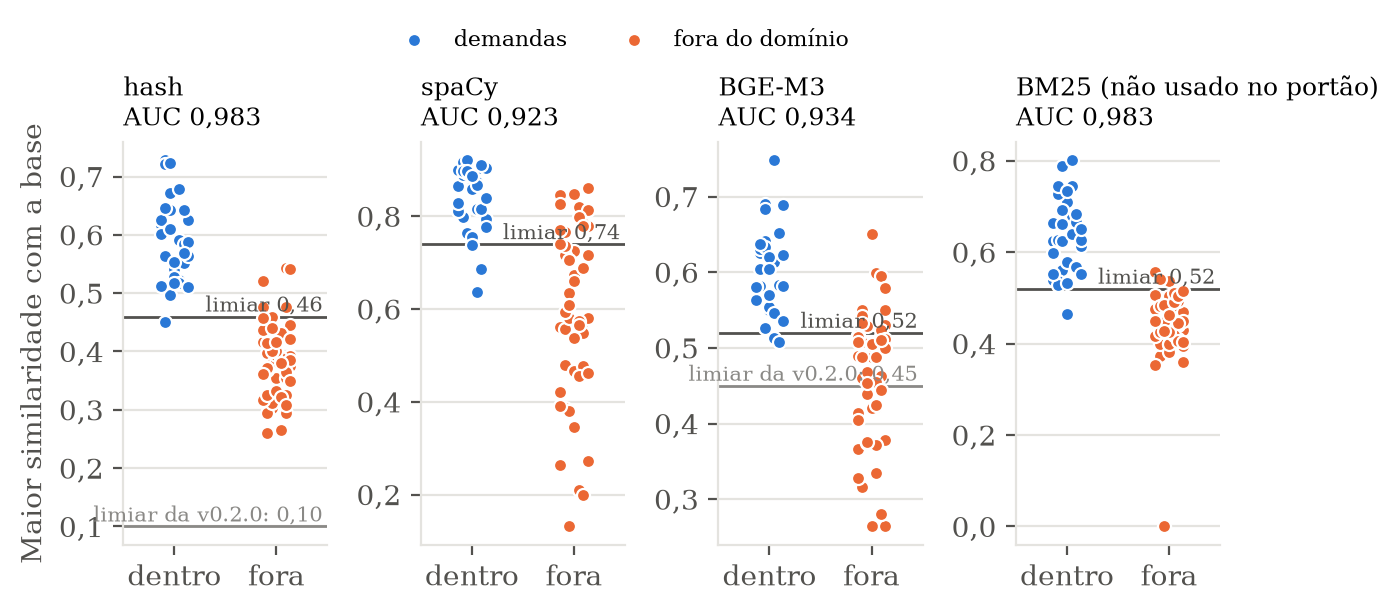 demandas fora do domínio
hash
AUC 0,983
spaCy
AUC 0,923
BGE-M3
AUC 0,934
BM25 (não usado no portão)
AUC 0,983
Maior similaridade com a base
0,7
0,6
0,5
0,4
0,3
0,2
0,1
limiar 0,46
limiar da v0.2.0: 0,10
dentro fora
0,8
0,6
0,4
0,2
limiar 0,74
dentro fora
0,7
0,6
0,5
0,4
0,3
limiar 0,52
limiar da v0.2.0: 0,45
dentro fora
0,8
0,6
0,4
0,2
0,0
limiar 0,52
dentro fora